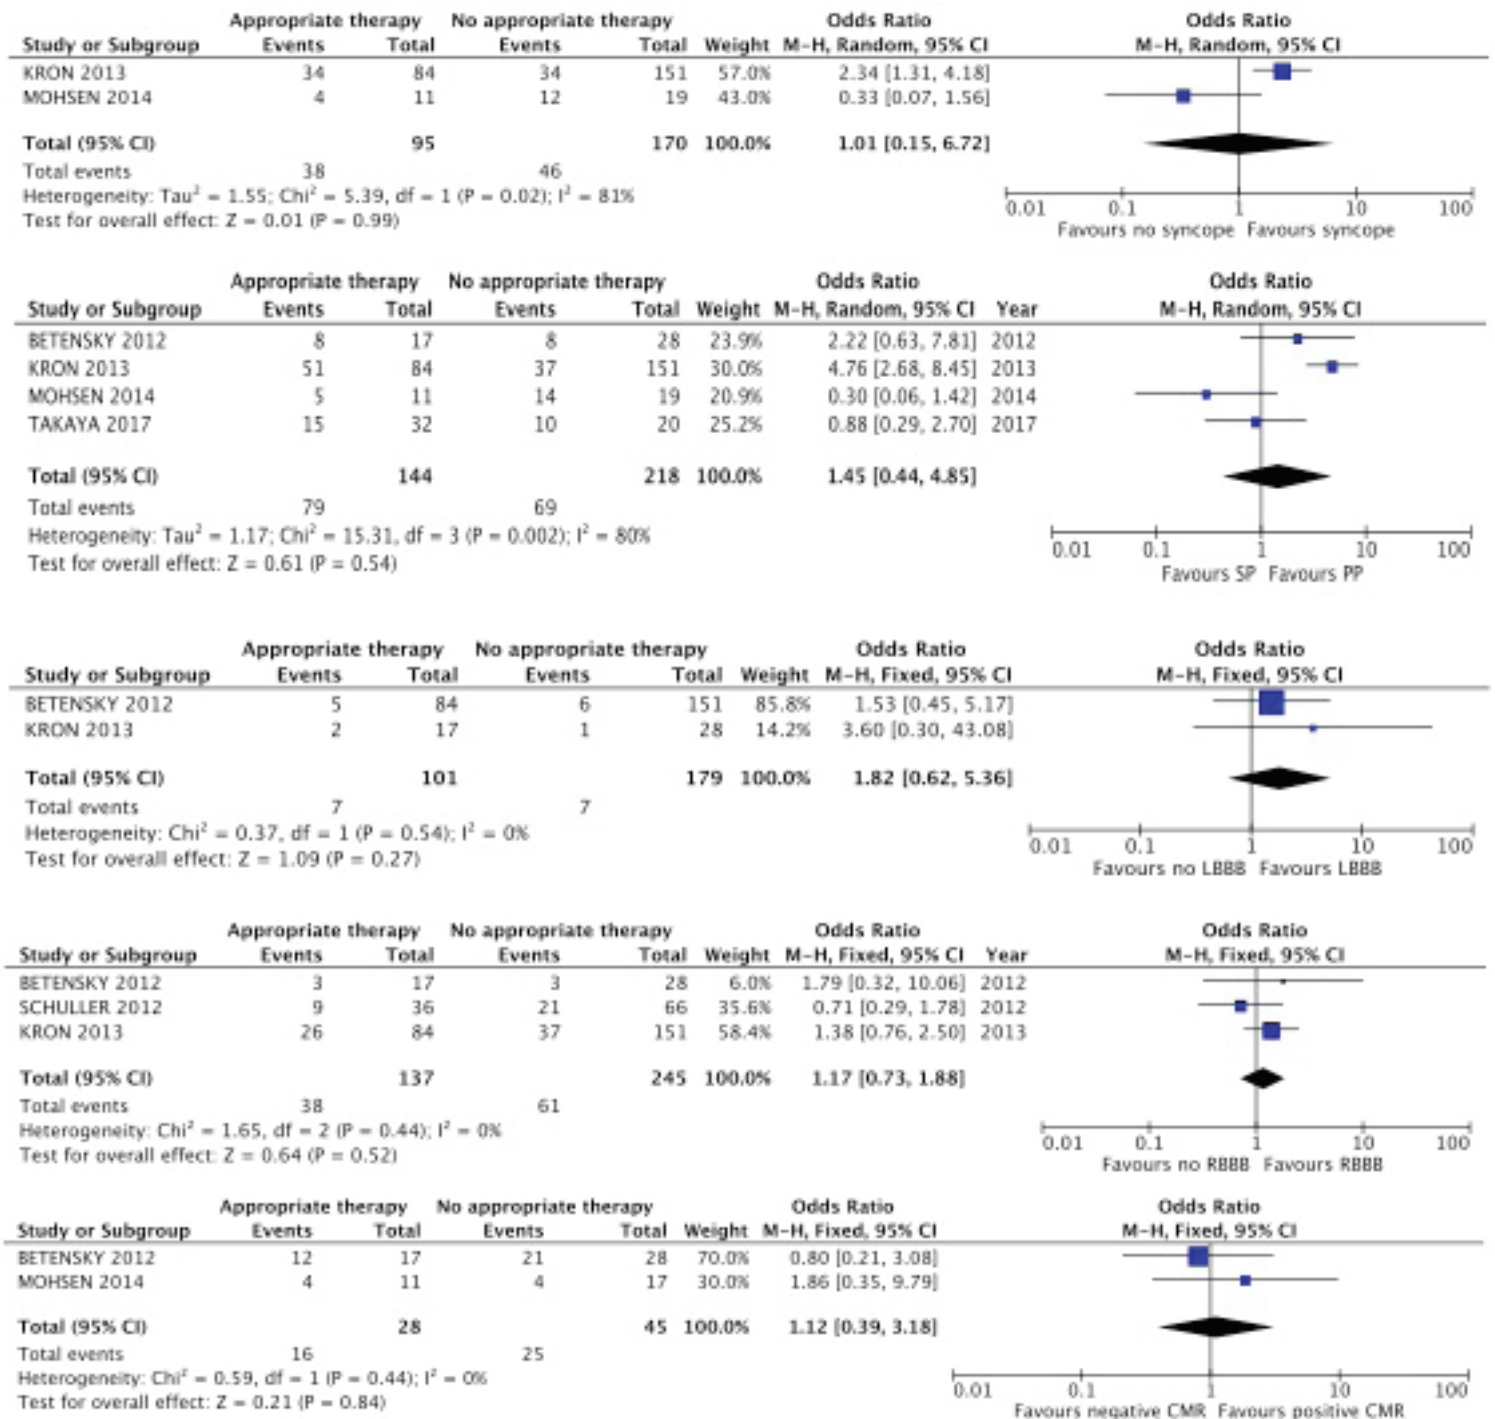 Appropriate therapy No appropriate therapy Odds Ratio Odds Ratio
Study or Subgroup Events Total Events Total Weight M-H, Random, 95% CI M-H, Random, 95% CI
KRON 2013 34 84 34 151 57.0% 2.34 [1.31, 4.18]
MOHSEN 2014 4 11 12 19 43.0% 0.33 [0.07, 1.56]
Total (95% CI) 95 170 100.0% 1.01 [0.15, 6.72]
Total events 38 46
Heterogeneity: Tau² = 1.55; Chi² = 5.39, df = 1 (P = 0.02); I² = 81%
Test for overall effect: Z = 0.01 (P = 0.99)
0.01 0.1 1 10 100
Favours no syncope Favours syncope
Appropriate therapy No appropriate therapy Odds Ratio Odds Ratio
Study or Subgroup Events Total Events Total Weight M-H, Random, 95% CI Year M-H, Random, 95% CI
BETENSKY 2012 8 17 8 28 23.9% 2.22 [0.63, 7.81] 2012
KRON 2013 51 84 37 151 30.0% 4.76 [2.68, 8.45] 2013
MOHSEN 2014 5 11 14 19 20.9% 0.30 [0.06, 1.42] 2014
TAKAYA 2017 15 32 10 20 25.2% 0.88 [0.29, 2.70] 2017
Total (95% CI) 144 218 100.0% 1.45 [0.44, 4.85]
Total events 79 69
Heterogeneity: Tau² = 1.17; Chi² = 15.31, df = 3 (P = 0.002); I² = 80%
Test for overall effect: Z = 0.61 (P = 0.54)
0.01 0.1 1 10 100
Favours SP Favours PP
Appropriate therapy No appropriate therapy Odds Ratio Odds Ratio
Study or Subgroup Events Total Events Total Weight M-H, Fixed, 95% CI M-H, Fixed, 95% CI
BETENSKY 2012 5 84 6 151 85.8% 1.53 [0.45, 5.17]
KRON 2013 2 17 1 28 14.2% 3.60 [0.30, 43.08]
Total (95% CI) 101 179 100.0% 1.82 [0.62, 5.36]
Total events 7 7
Heterogeneity: Chi² = 0.37, df = 1 (P = 0.54); I² = 0%
Test for overall effect: Z = 1.09 (P = 0.27)
0.01 0.1 1 10 100
Favours no LBBB Favours LBBB
Appropriate therapy No appropriate therapy Odds Ratio Odds Ratio
Study or Subgroup Events Total Events Total Weight M-H, Fixed, 95% CI Year M-H, Fixed, 95% CI
BETENSKY 2012 3 17 3 28 6.0% 1.79 [0.32, 10.06] 2012
SCHULLER 2012 9 36 21 66 35.6% 0.71 [0.29, 1.78] 2012
KRON 2013 26 84 37 151 58.4% 1.38 [0.76, 2.50] 2013
Total (95% CI) 137 245 100.0% 1.17 [0.73, 1.88]
Total events 38 61
Heterogeneity: Chi² = 1.65, df = 2 (P = 0.44); I² = 0%
Test for overall effect: Z = 0.64 (P = 0.52)
0.01 0.1 1 10 100
Favours no RBBB Favours RBBB
Appropriate therapy No appropriate therapy Odds Ratio Odds Ratio
Study or Subgroup Events Total Events Total Weight M-H, Fixed, 95% CI M-H, Fixed, 95% CI
BETENSKY 2012 12 17 21 28 70.0% 0.80 [0.21, 3.08]
MOHSEN 2014 4 11 4 17 30.0% 1.86 [0.35, 9.79]
Total (95% CI) 28 45 100.0% 1.12 [0.39, 3.18]
Total events 16 25
Heterogeneity: Chi² = 0.59, df = 1 (P = 0.44); I² = 0%
Test for overall effect: Z = 0.21 (P = 0.84)
0.01 0.1 1 10 100
Favours negative CMR Favours positive CMR